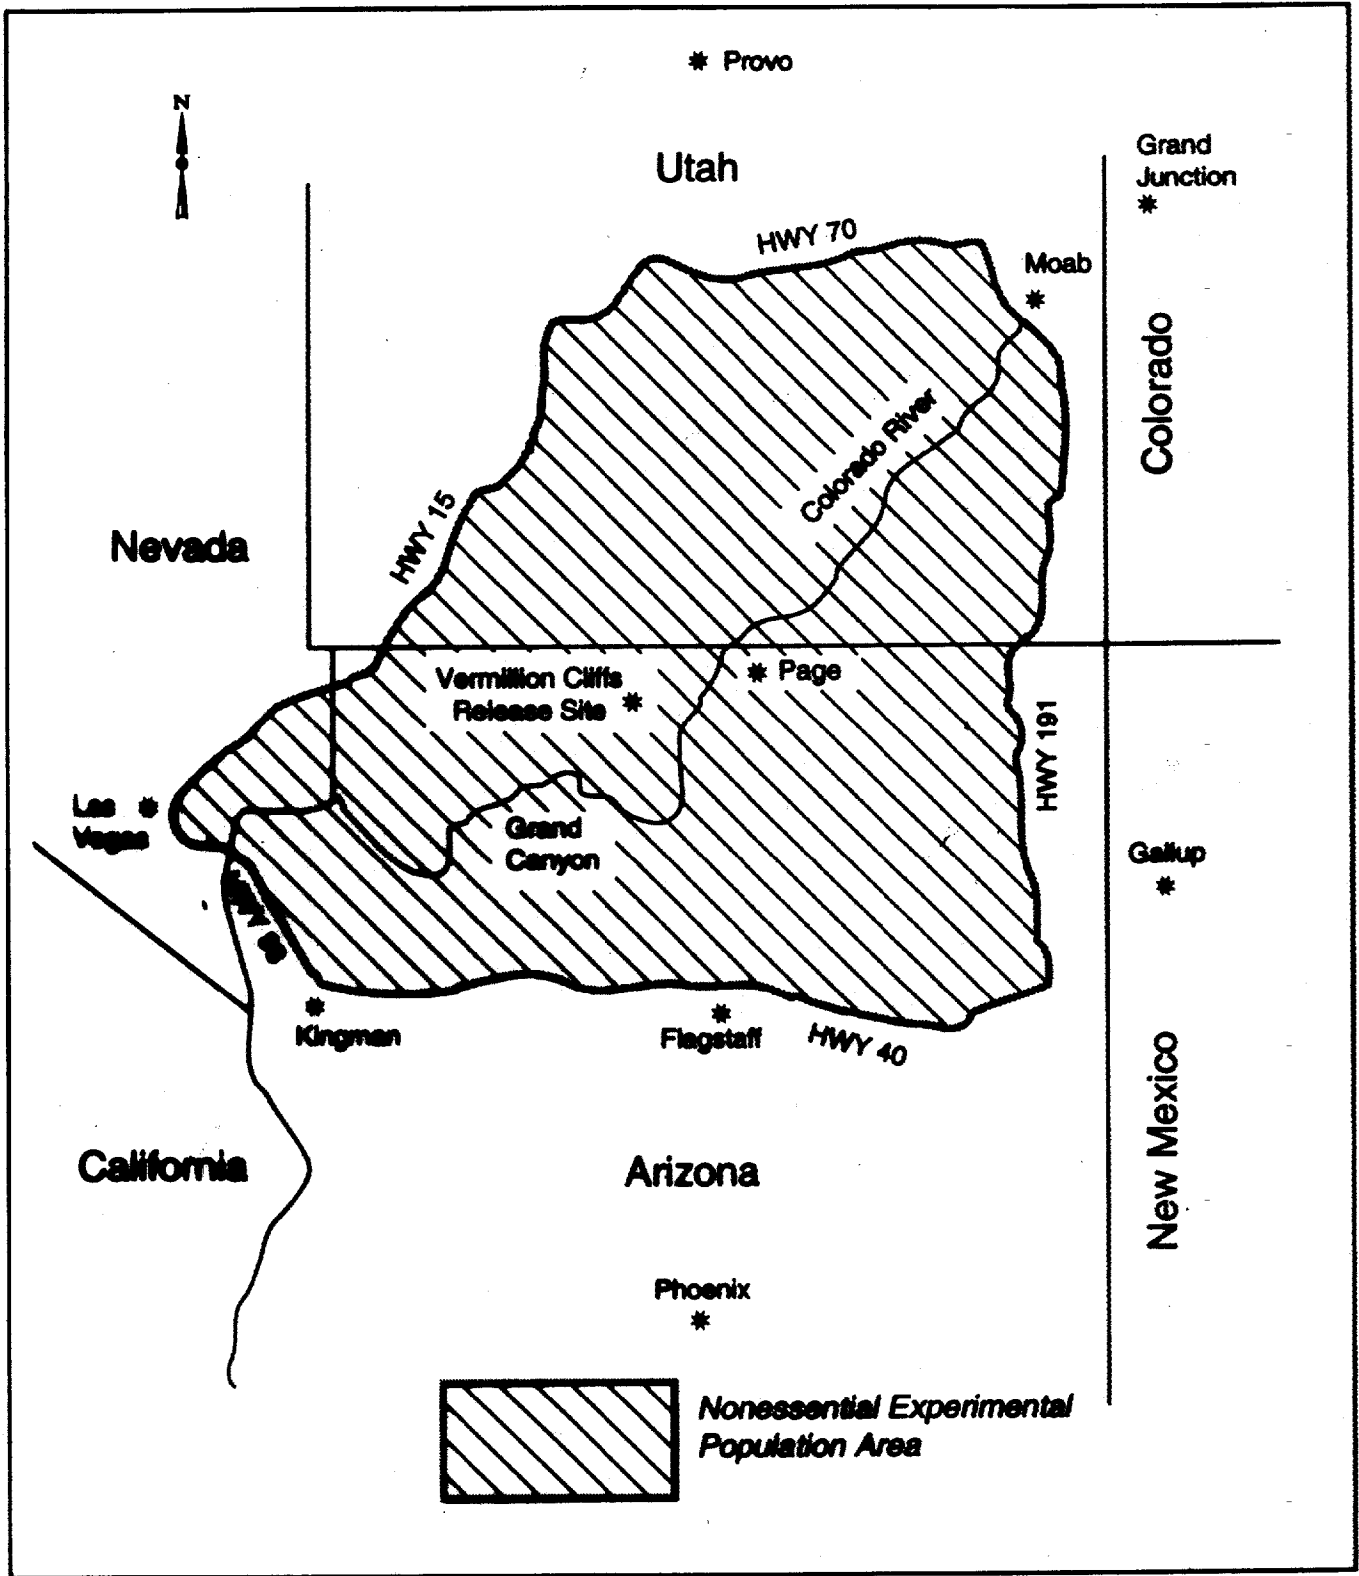 Provo
N
Utah
Grand
Junction
HWY 70
Moab
Colorado
Colorado River
HWY 15
Nevada
Vermillion Cliffs
Release Site
Page
HWY 191
Las
Vegas
Grand
Canyon
Gallup
Kingman
Flagstaff
HWY 40
New Mexico
California
Arizona
Phoenix
Nonessential Experimental
Population Area